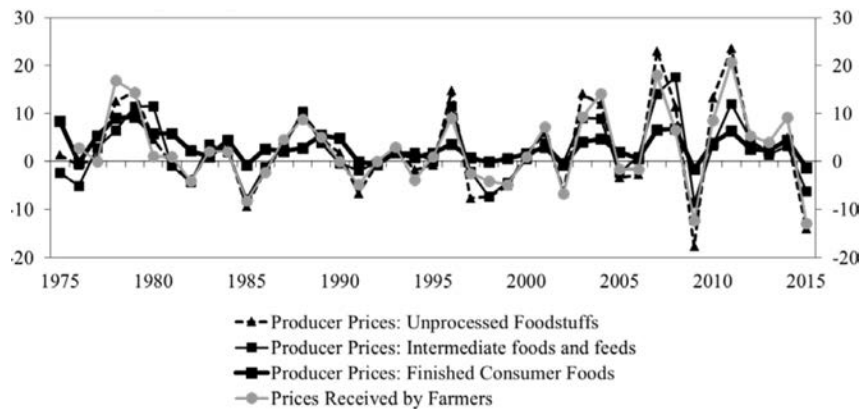 30 30
20 20
10 10
0 0
-10 -10
-20 -20
1975 1980 1985 1990 1995 2000 2005 2010 2015
Producer Prices: Unprocessed Foodstuffs
Producer Prices: Intermediate foods and feeds
Producer Prices: Finished Consumer Foods
Prices Received by Farmers